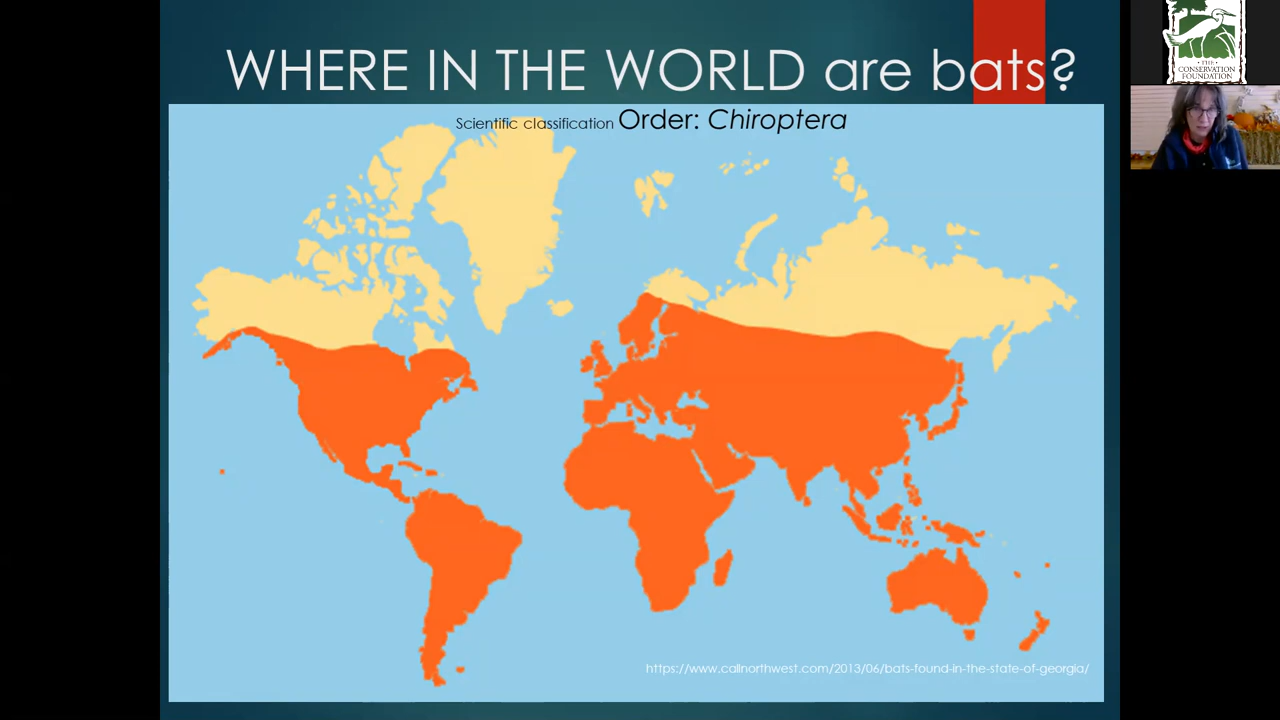 WHERE IN THE WORLD are bats?
Scientific classification Order: Chiroptera
https://www.callnorthwest.com/2013/06/bats-found-in-the-state-of-georgia/
· THE ·
CONSERVATION
FOUNDATION